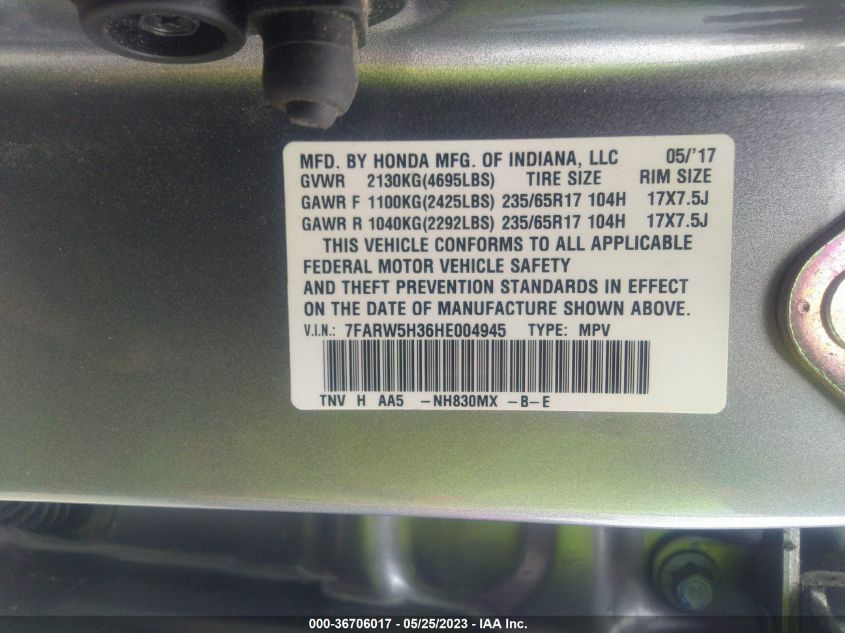 MFD. BY HONDA MFG. OF INDIANA, LLC 05/'17
GVWR 2130KG(4695LBS) TIRE SIZE RIM SIZE
GAWR F 1100KG(2425LBS) 235/65R17 104H 17X7.5J
GAWR R 1040KG(2292LBS) 235/65R17 104H 17X7.5J
THIS VEHICLE CONFORMS TO ALL APPLICABLE
FEDERAL MOTOR VEHICLE SAFETY
AND THEFT PREVENTION STANDARDS IN EFFECT
ON THE DATE OF MANUFACTURE SHOWN ABOVE.
V.I.N.: 7FARW5H36HE004945 TYPE: MPV
TNV H AA5 -NH830MX -B-E
000-36706017 — 05/25/2023 — IAA Inc.